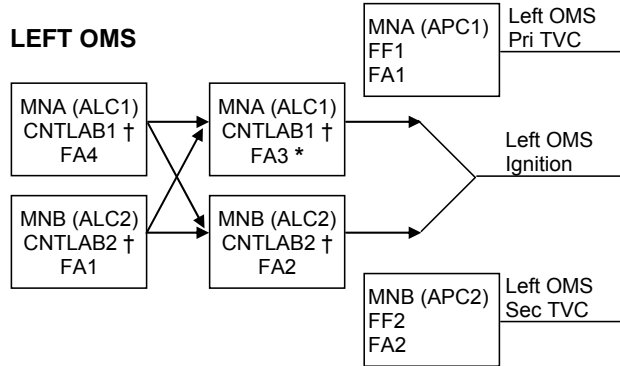 LEFT OMS
MNA (APC1)
FF1
FA1
Left OMS
Pri TVC
MNA (ALC1)
CNTLAB1 †
FA4
MNA (ALC1)
CNTLAB1 †
FA3 *
Left OMS
Ignition
MNB (ALC2)
CNTLAB2 †
FA1
MNB (ALC2)
CNTLAB2 †
FA2
MNB (APC2)
FF2
FA2
Left OMS
Sec TVC